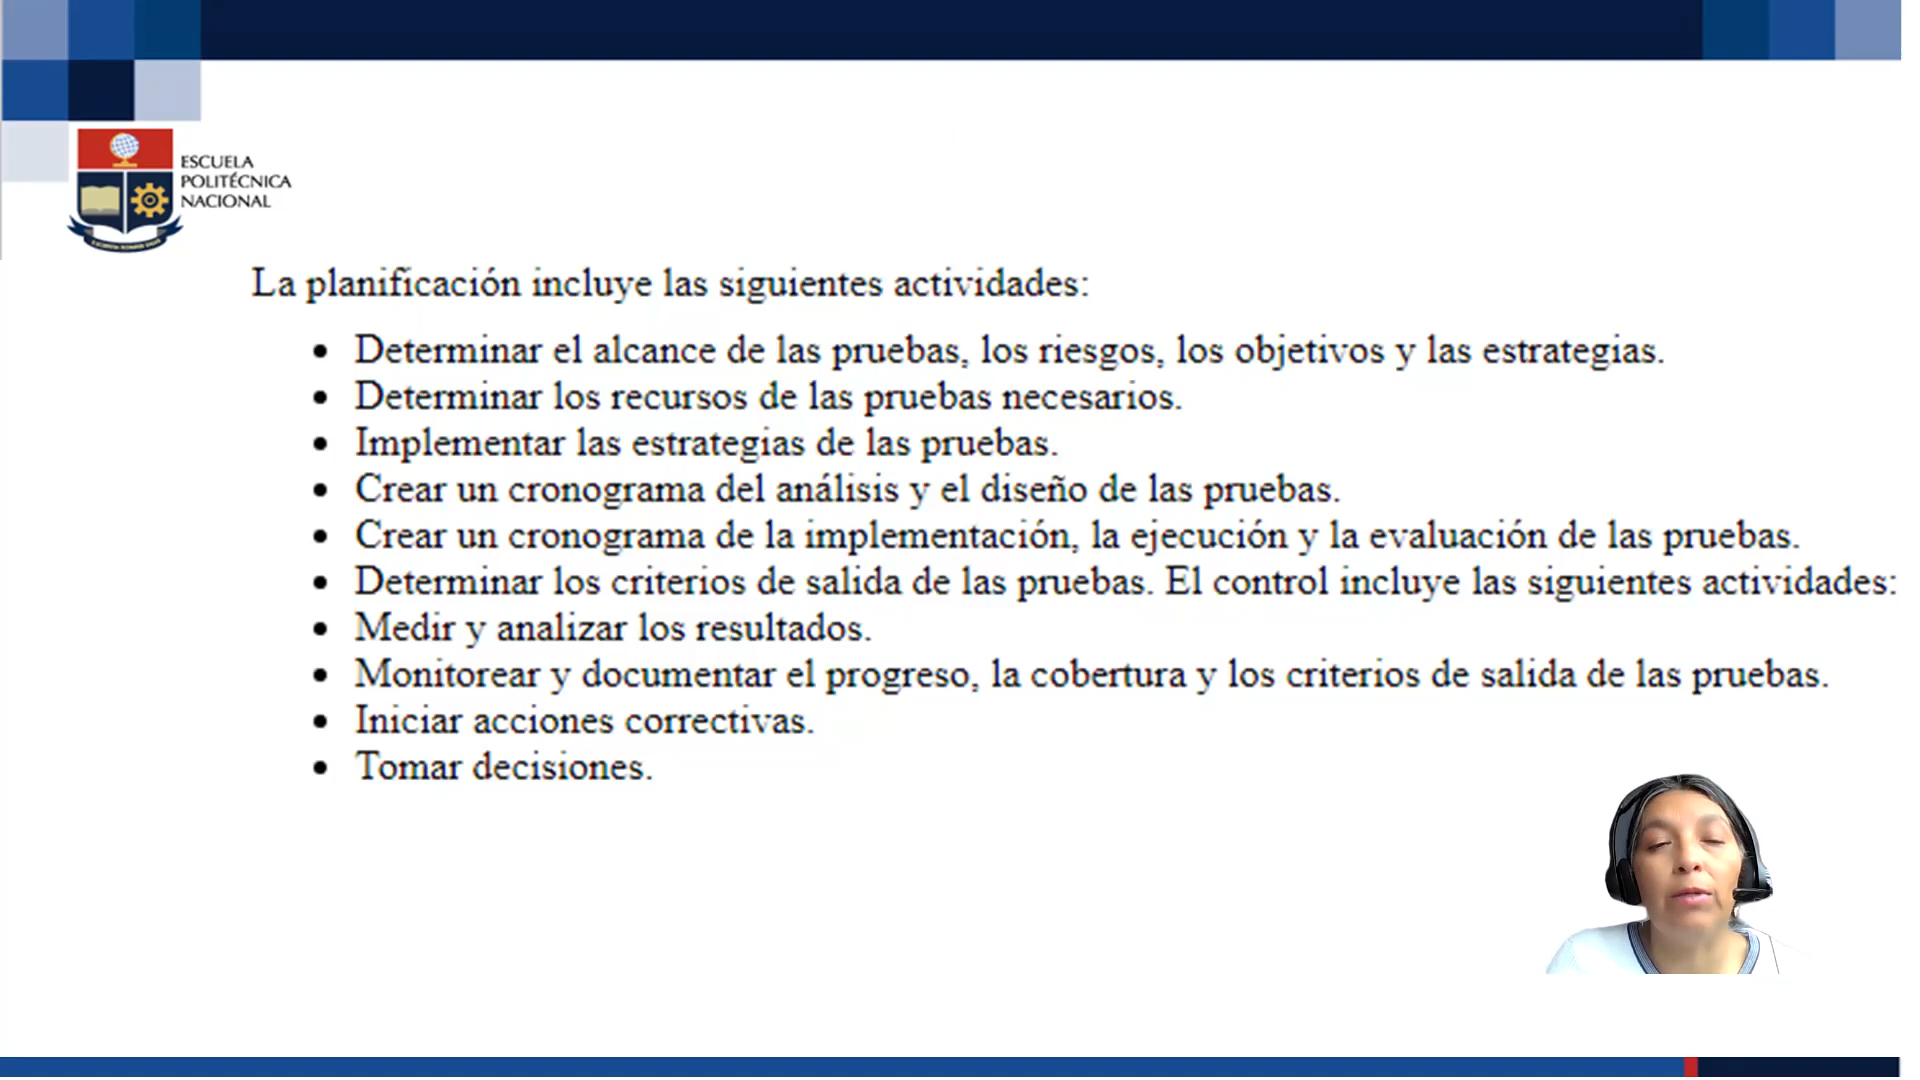 ESCUELA
POLITÉCNICA
NACIONAL
La planificación incluye las siguientes actividades:
• Determinar el alcance de las pruebas, los riesgos, los objetivos y las estrategias.
• Determinar los recursos de las pruebas necesarios.
• Implementar las estrategias de las pruebas.
• Crear un cronograma del análisis y el diseño de las pruebas.
• Crear un cronograma de la implementación, la ejecución y la evaluación de las pruebas.
• Determinar los criterios de salida de las pruebas. El control incluye las siguientes actividades:
• Medir y analizar los resultados.
• Monitorear y documentar el progreso, la cobertura y los criterios de salida de las pruebas.
• Iniciar acciones correctivas.
• Tomar decisiones.